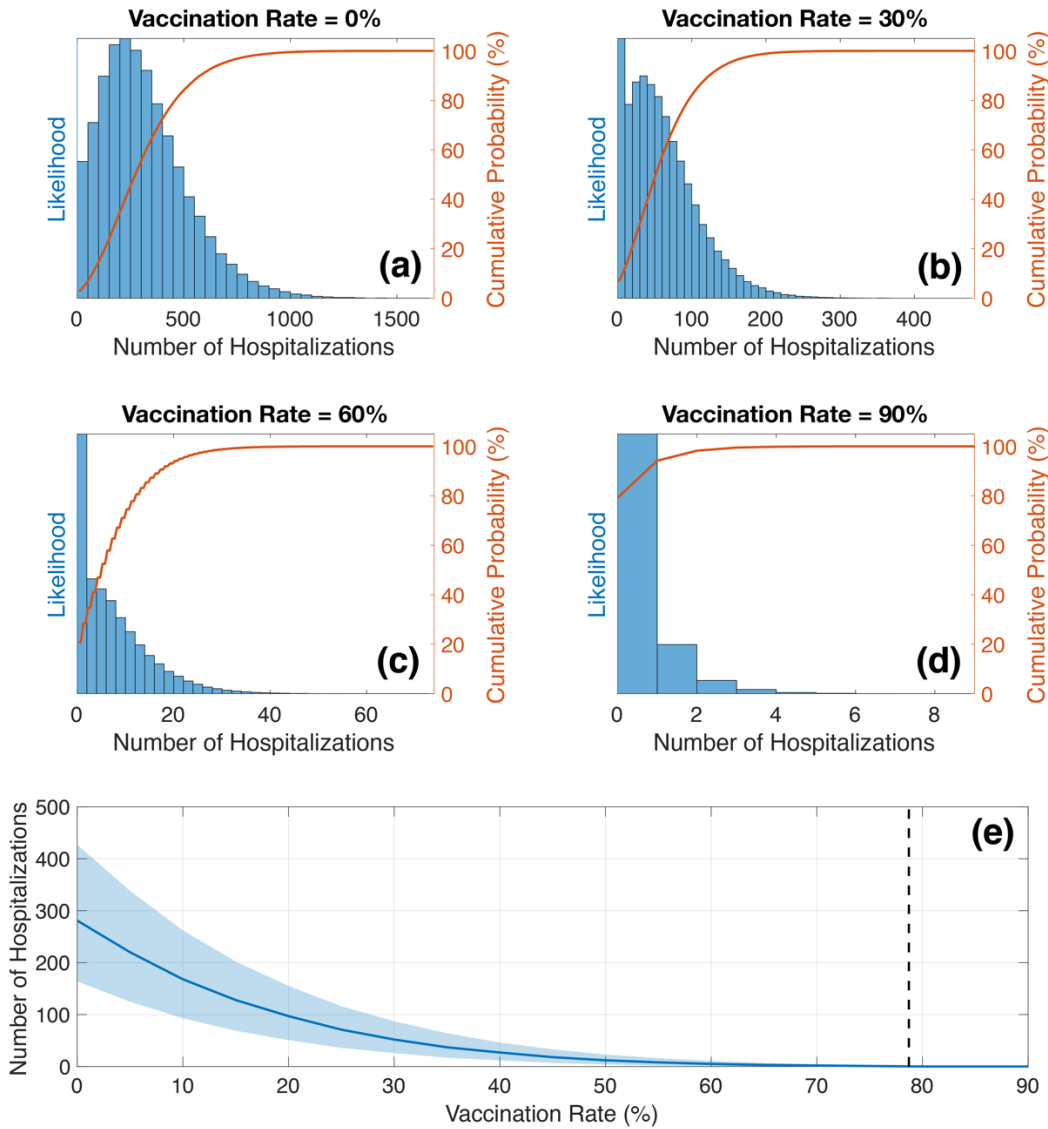 Vaccination Rate = 0%
Likelihood
Cumulative Probability (%)
100
80
60
40
20
0
(a)
0 500 1000 1500
Number of Hospitalizations
Vaccination Rate = 30%
Likelihood
Cumulative Probability (%)
100
80
60
40
20
0
(b)
0 100 200 300 400
Number of Hospitalizations
Vaccination Rate = 60%
Likelihood
Cumulative Probability (%)
100
80
60
40
20
0
(c)
0 20 40 60
Number of Hospitalizations
Vaccination Rate = 90%
Likelihood
Cumulative Probability (%)
100
80
60
40
20
0
(d)
0 2 4 6 8
Number of Hospitalizations
Number of Hospitalizations
500
400
300
200
100
0
(e)
0 10 20 30 40 50 60 70 80 90
Vaccination Rate (%)